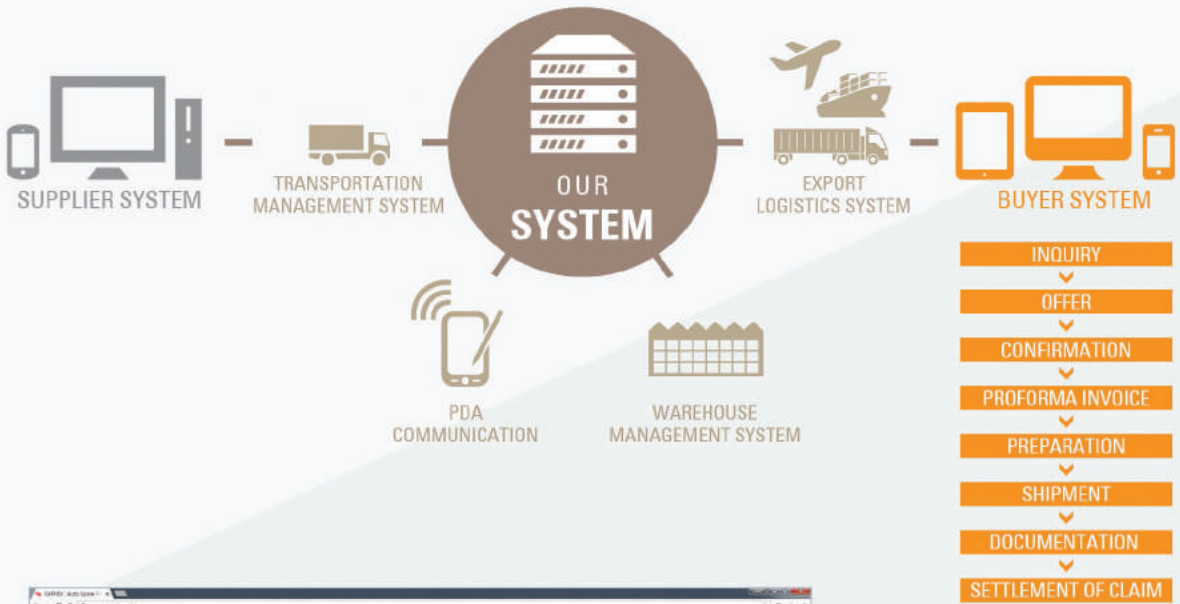 SUPPLIER SYSTEM
TRANSPORTATION
MANAGEMENT SYSTEM
OUR
SYSTEM
EXPORT
LOGISTICS SYSTEM
BUYER SYSTEM
PDA
COMMUNICATION
WAREHOUSE
MANAGEMENT SYSTEM
INQUIRY
OFFER
CONFIRMATION
PROFORMA INVOICE
PREPARATION
SHIPMENT
DOCUMENTATION
SETTLEMENT OF CLAIM